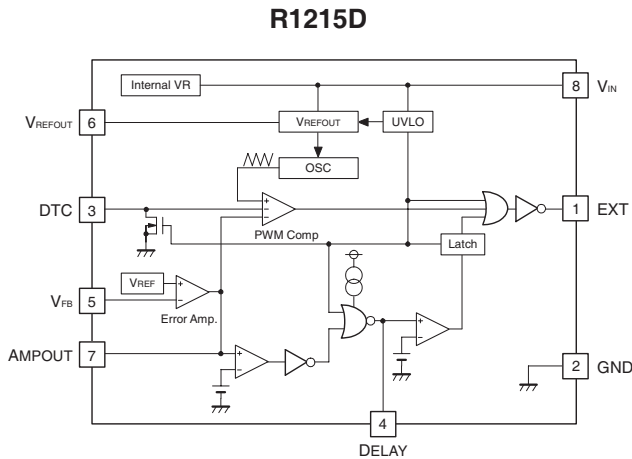 R1215D
Internal VR
8 VIN
VREFOUT 6
VREFOUT
UVLO
OSC
DTC 3
+
−
−
PWM Comp
1 EXT
Latch
VREF
+
−
VFB 5
Error Amp.
AMPOUT 7
+
−
+
−
2 GND
4
DELAY